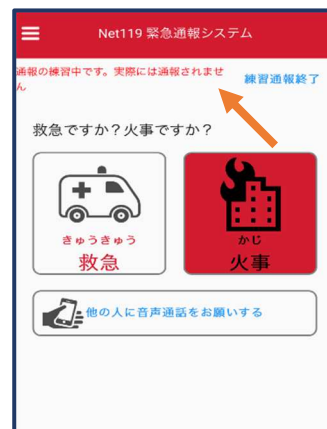 Net119 緊急通報システム
通報の練習中です。実際には通報されませ
ん
練習通報終了
救急ですか？火事ですか？
きゅうきゅう
救急
かじ
火事
他の人に音声通話をお願いする